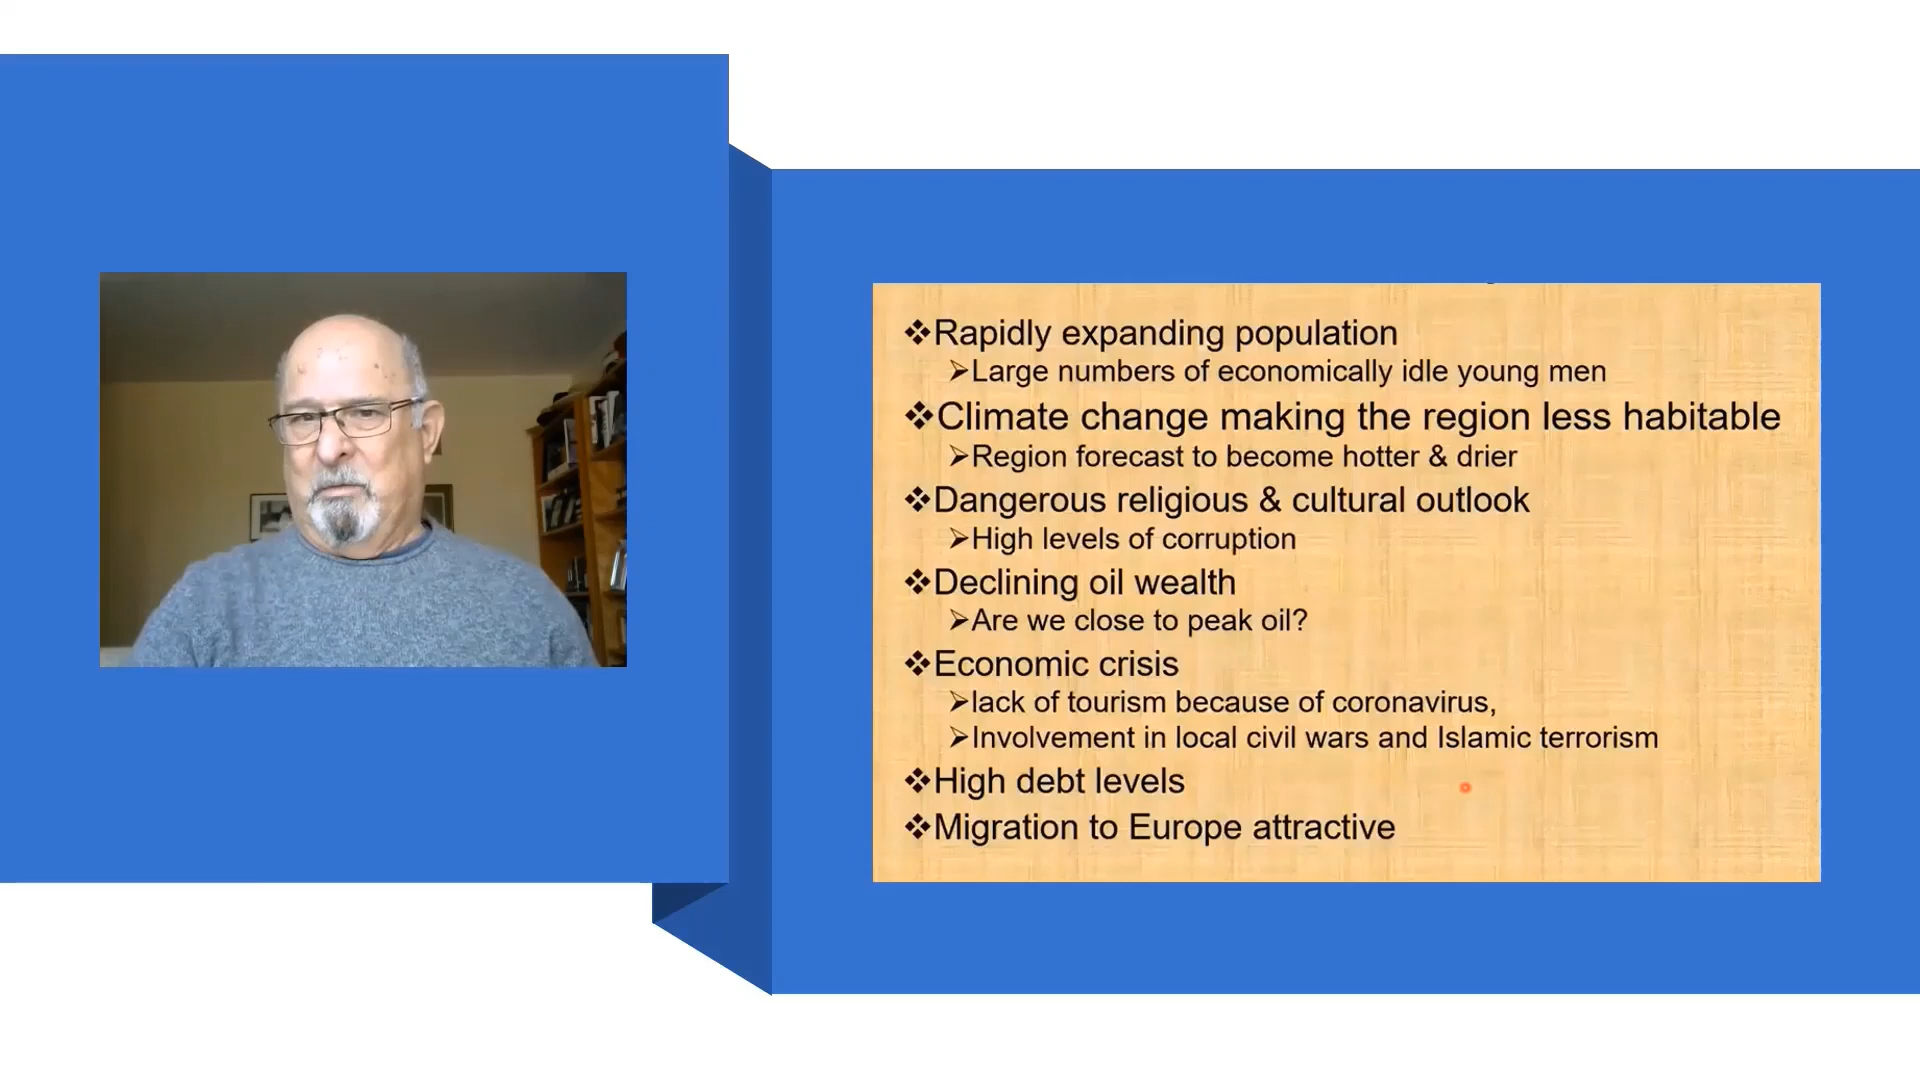 ❖Rapidly expanding population
➢Large numbers of economically idle young men
❖Climate change making the region less habitable
➢Region forecast to become hotter & drier
❖Dangerous religious & cultural outlook
➢High levels of corruption
❖Declining oil wealth
➢Are we close to peak oil?
❖Economic crisis
➢lack of tourism because of coronavirus,
➢Involvement in local civil wars and Islamic terrorism
❖High debt levels
❖Migration to Europe attractive